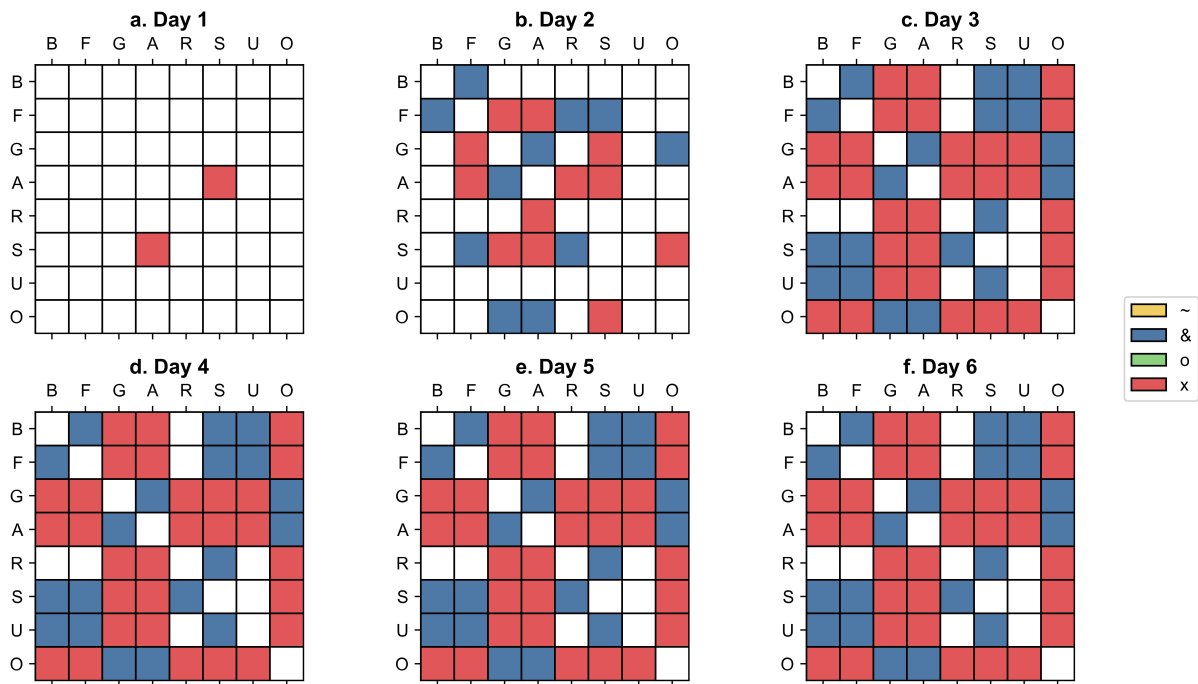 a. Day 1
B F G A R S U O
B
F
G
A
R
S
U
O
b. Day 2
B F G A R S U O
B
F
G
A
R
S
U
O
c. Day 3
B F G A R S U O
B
F
G
A
R
S
U
O
~
&
o
x
d. Day 4
B F G A R S U O
B
F
G
A
R
S
U
O
e. Day 5
B F G A R S U O
B
F
G
A
R
S
U
O
f. Day 6
B F G A R S U O
B
F
G
A
R
S
U
O